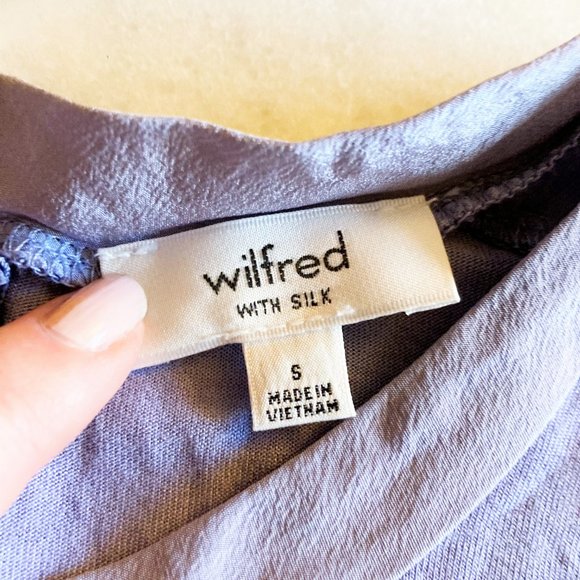 wilfred
WITH SILK
S
MADE IN
VIETNAM